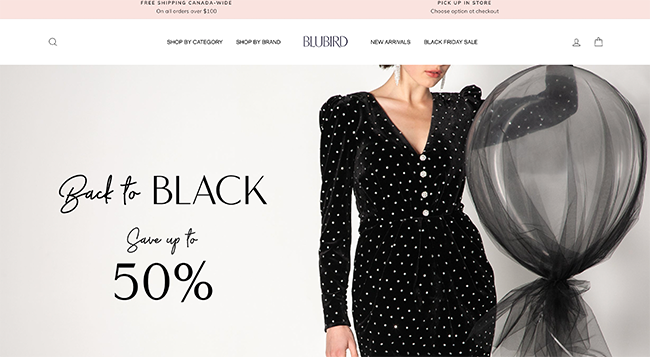 FREE SHIPPING CANADA-WIDE
On all orders over $100
PICK UP IN STORE
Choose option at checkout
SHOP BY CATEGORY SHOP BY BRAND BLUBIRD NEW ARRIVALS BLACK FRIDAY SALE
Back to BLACK
Save up to
50%